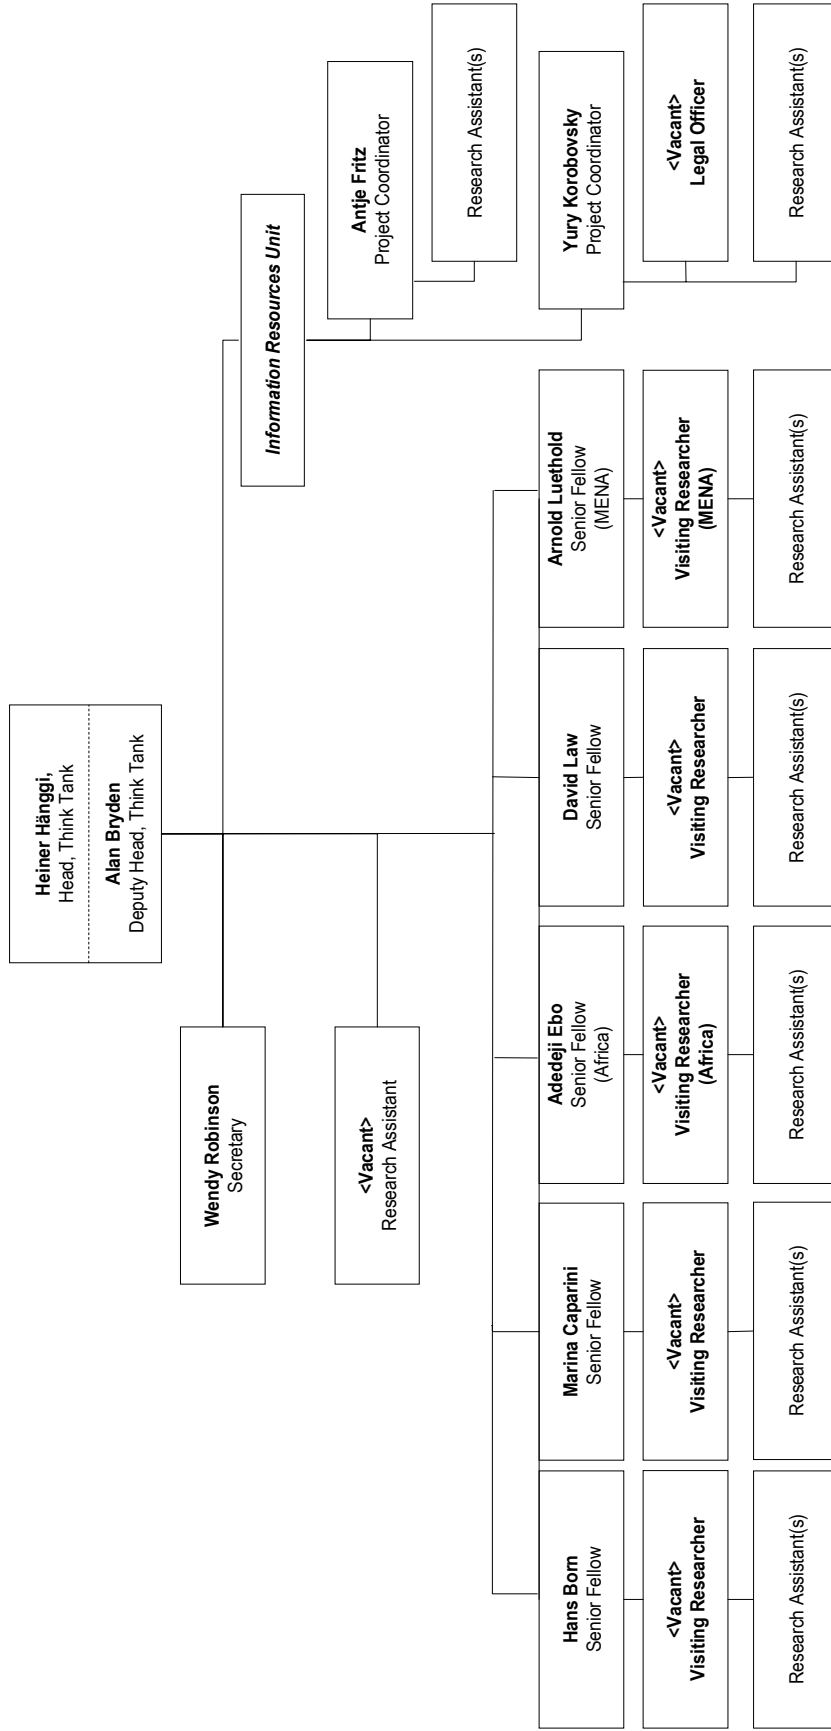 Heiner Hänggi,
Head, Think Tank
Alan Bryden
Deputy Head, Think Tank
Wendy Robinson
Secretary
<Vacant>
Research Assistant
Information Resources Unit
Antje Fritz
Project Coordinator
Research Assistant(s)
Yury Korobovsky
Project Coordinator
<Vacant>
Legal Officer
Research Assistant(s)
Hans Born
Senior Fellow
<Vacant>
Visiting Researcher
Research Assistant(s)
Marina Caparini
Senior Fellow
<Vacant>
Visiting Researcher
Research Assistant(s)
Adedeji Ebo
Senior Fellow
(Africa)
<Vacant>
Visiting Researcher
(Africa)
Research Assistant(s)
David Law
Senior Fellow
<Vacant>
Visiting Researcher
Research Assistant(s)
Arnold Luethold
Senior Fellow
(MENA)
<Vacant>
Visiting Researcher
(MENA)
Research Assistant(s)